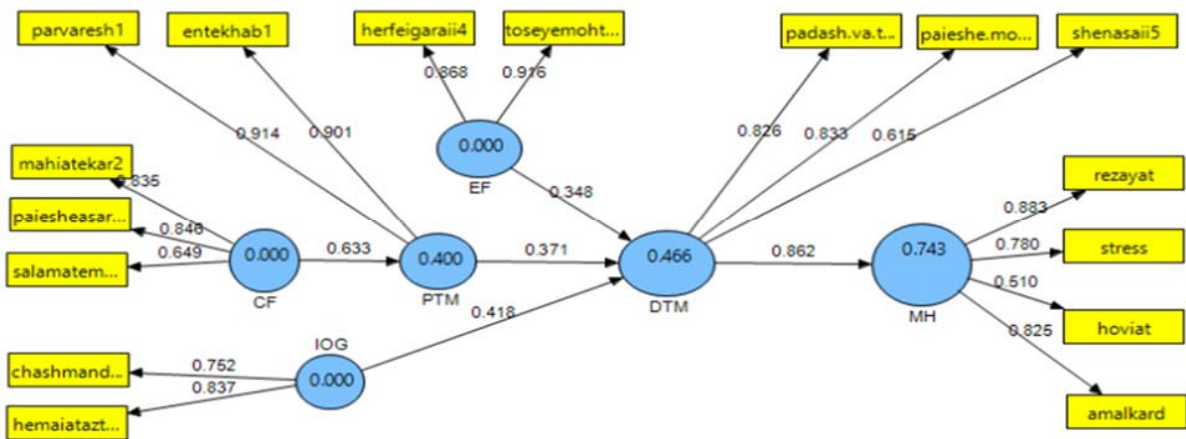 parvaresh1
entekhab1
herfeigaraii4
toseyemoht...
padash.va.t...
paieshe.mo...
shenasaii5
0.868
0.916
0.914
0.901
0.826
0.833
0.615
0.000
EF
mahiatekar2
0.835
paiesheasar...
0.846
salamatem...
0.649
0.000
CF
0.633
0.400
PTM
0.348
0.371
0.466
DTM
0.862
0.743
MH
rezayat
0.883
stress
0.780
hoviat
0.510
amalkard
0.825
0.418
IOG
0.000
chashmand...
0.752
hemaiatazt...
0.837